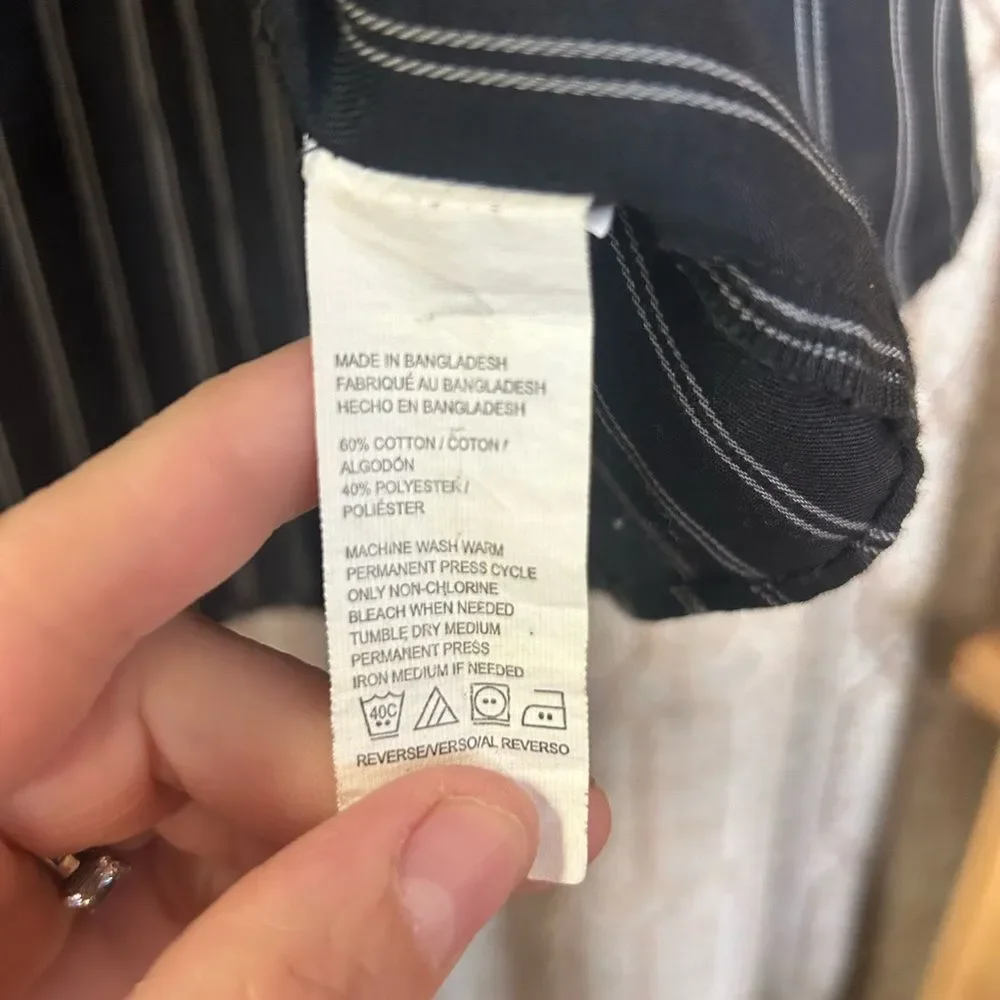 MADE IN BANGLADESH
FABRIQUÉ AU BANGLADESH
HECHO EN BANGLADESH
60% COTTON / COTON /
ALGODÓN
40% POLYESTER /
POLIÉSTER
MACHINE WASH WARM
PERMANENT PRESS CYCLE
ONLY NON-CHLORINE
BLEACH WHEN NEEDED
TUMBLE DRY MEDIUM
PERMANENT PRESS
IRON MEDIUM IF NEEDED
40C
REVERSE/VERSO/AL REVERSO